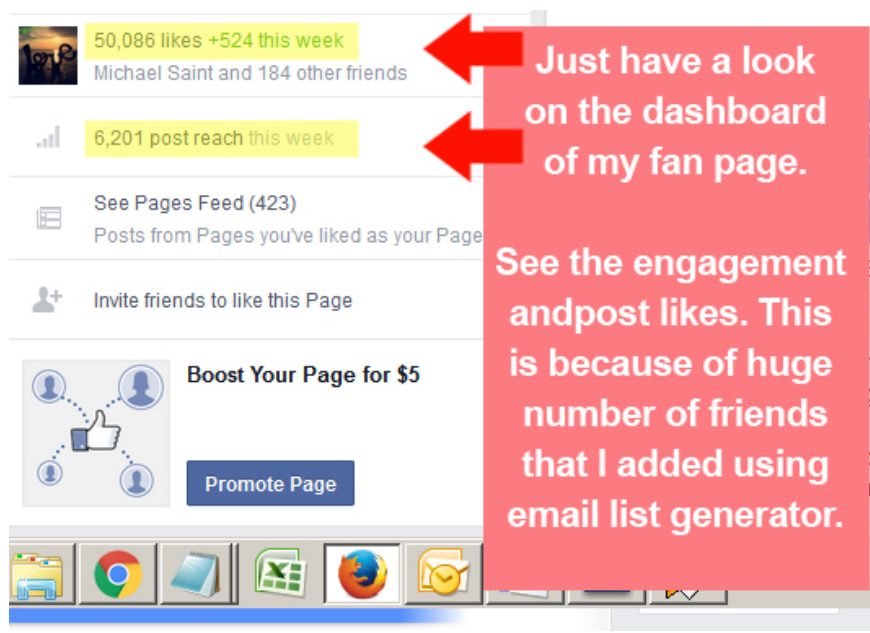 50,086 likes +524 this week
Michael Saint and 184 other friends
6,201 post reach this week
See Pages Feed (423)
Posts from Pages you've liked as your Page
Invite friends to like this Page
Boost Your Page for $5
Promote Page
Just have a look
on the dashboard
of my fan page.
See the engagement
andpost likes. This
is because of huge
number of friends
that I added using
email list generator.